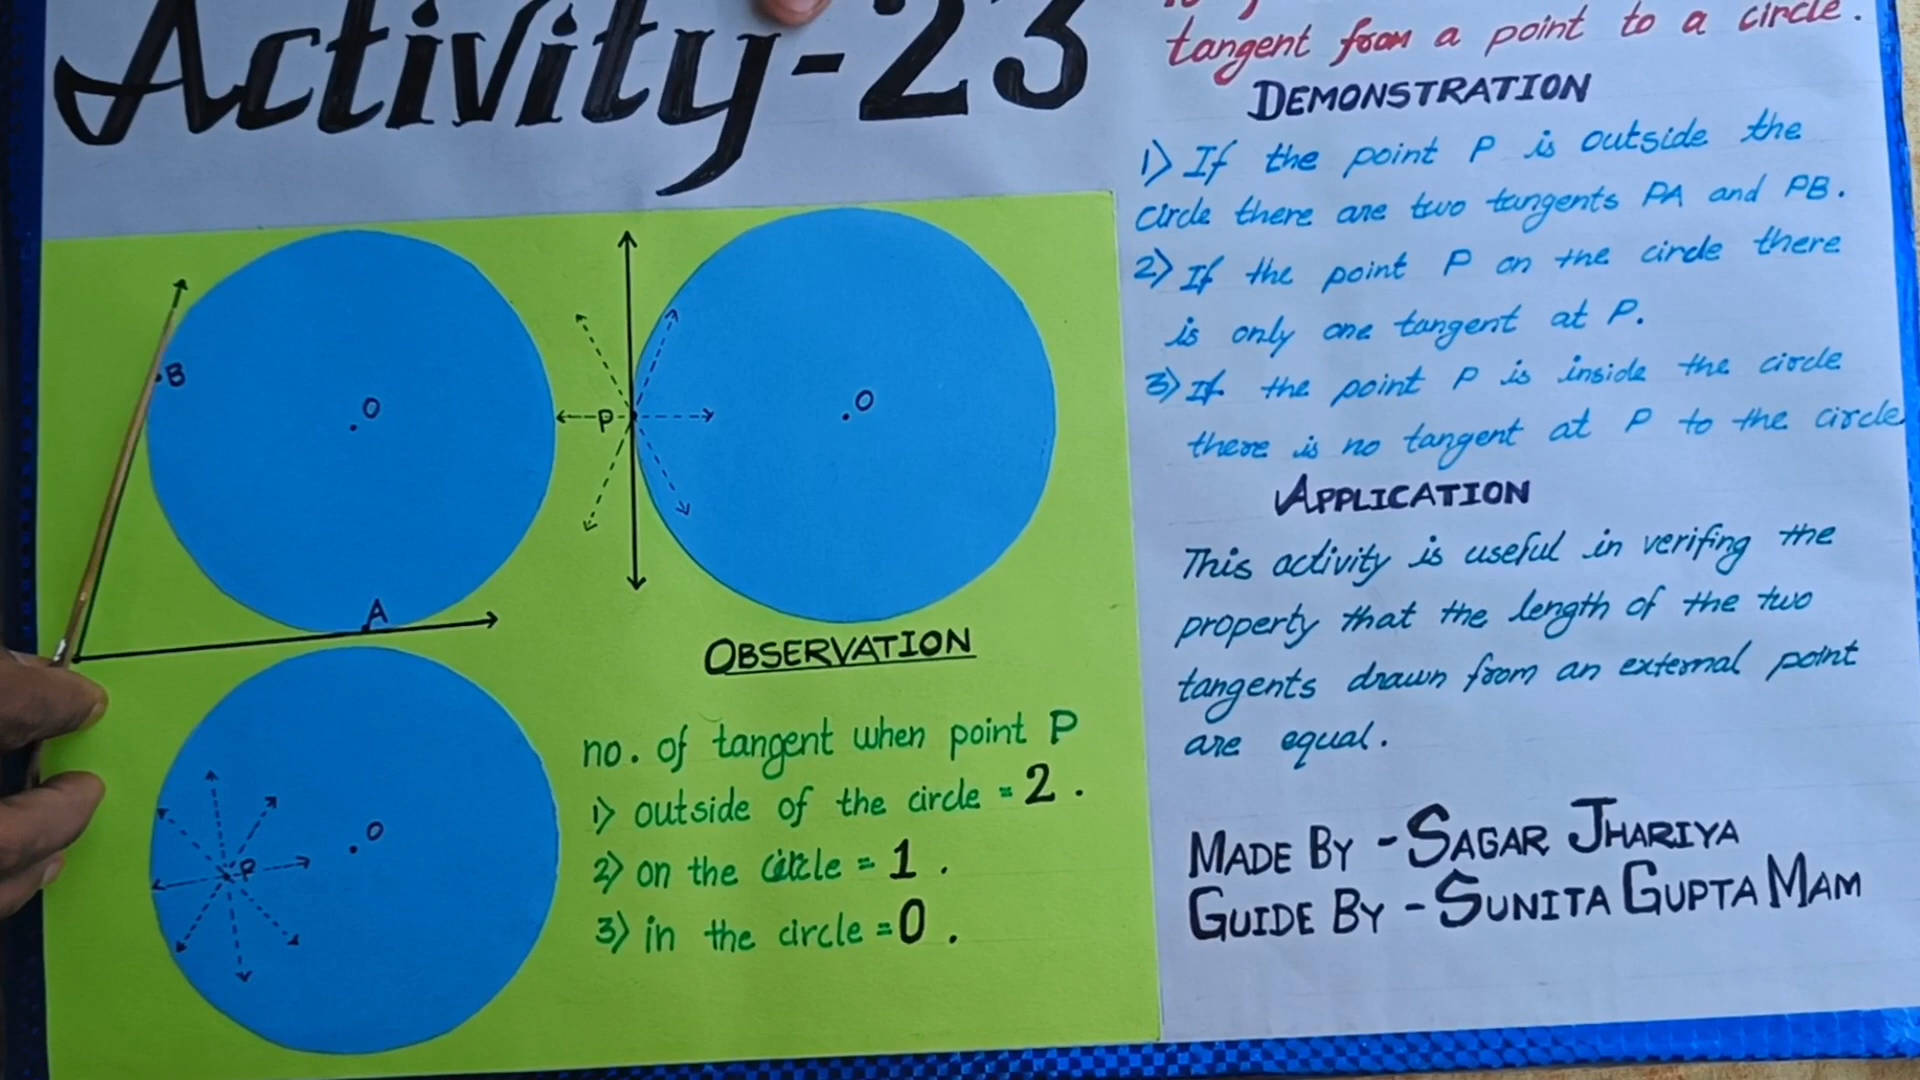 Activity-23
tangent from a point to a circle.
DEMONSTRATION
1) If the point P is outside the
circle there are two tangents PA and PB.
2) If the point P on the circle there
is only one tangent at P.
3) If the point P is inside the circle
there is no tangent at P to the circle
APPLICATION
This activity is useful in verifing the
property that the length of the two
tangents drawn from an external point
are equal.
MADE BY - SAGAR JHARIYA
GUIDE BY - SUNITA GUPTA MAM
B
O
A
P
O
P
O
OBSERVATION
no. of tangent when point P
1) outside of the circle = 2.
2) on the circle = 1.
3) in the circle = 0.